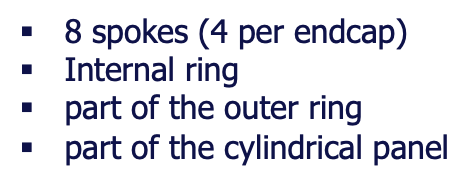 ▪ 8 spokes (4 per endcap)
▪ Internal ring
▪ part of the outer ring
▪ part of the cylindrical panel